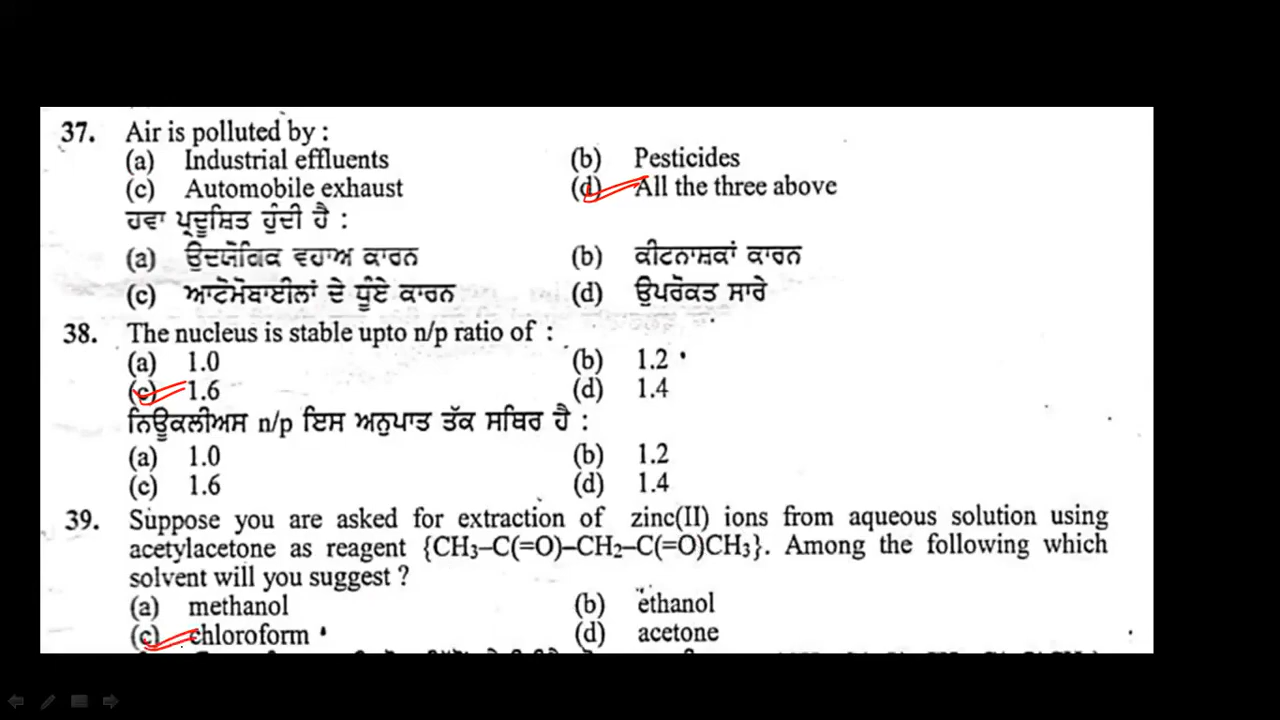 37. Air is polluted by :
(a) Industrial effluents (b) Pesticides
(c) Automobile exhaust (d) All the three above
ਹਵਾ ਪ੍ਰਦੂਸ਼ਿਤ ਹੁੰਦੀ ਹੈ :
(a) ਉਦਯੋਗਿਕ ਵਹਾਅ ਕਾਰਨ (b) ਕੀਟਨਾਸ਼ਕਾਂ ਕਾਰਨ
(c) ਆਟੋਮੋਬਾਈਲਾਂ ਦੇ ਧੂੰਏ ਕਾਰਨ (d) ਉਪਰੋਕਤ ਸਾਰੇ
38. The nucleus is stable upto n/p ratio of :
(a) 1.0 (b) 1.2
(c) 1.6 (d) 1.4
ਨਿਊਕਲੀਅਸ n/p ਇਸ ਅਨੁਪਾਤ ਤੱਕ ਸਥਿਰ ਹੈ :
(a) 1.0 (b) 1.2
(c) 1.6 (d) 1.4
39. Suppose you are asked for extraction of zinc(II) ions from aqueous solution using
acetylacetone as reagent {CH₃–C(=O)–CH₂–C(=O)CH₃}. Among the following which
solvent will you suggest ?
(a) methanol (b) ethanol
(c) chloroform (d) acetone